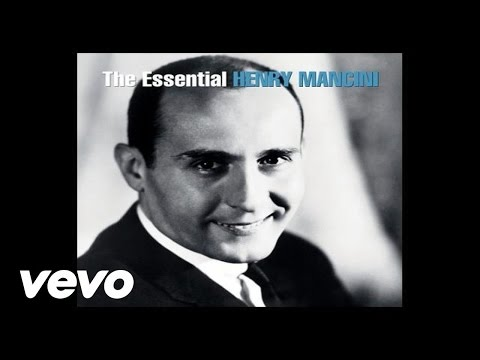 The Essential HENRY MANCINI
vevo